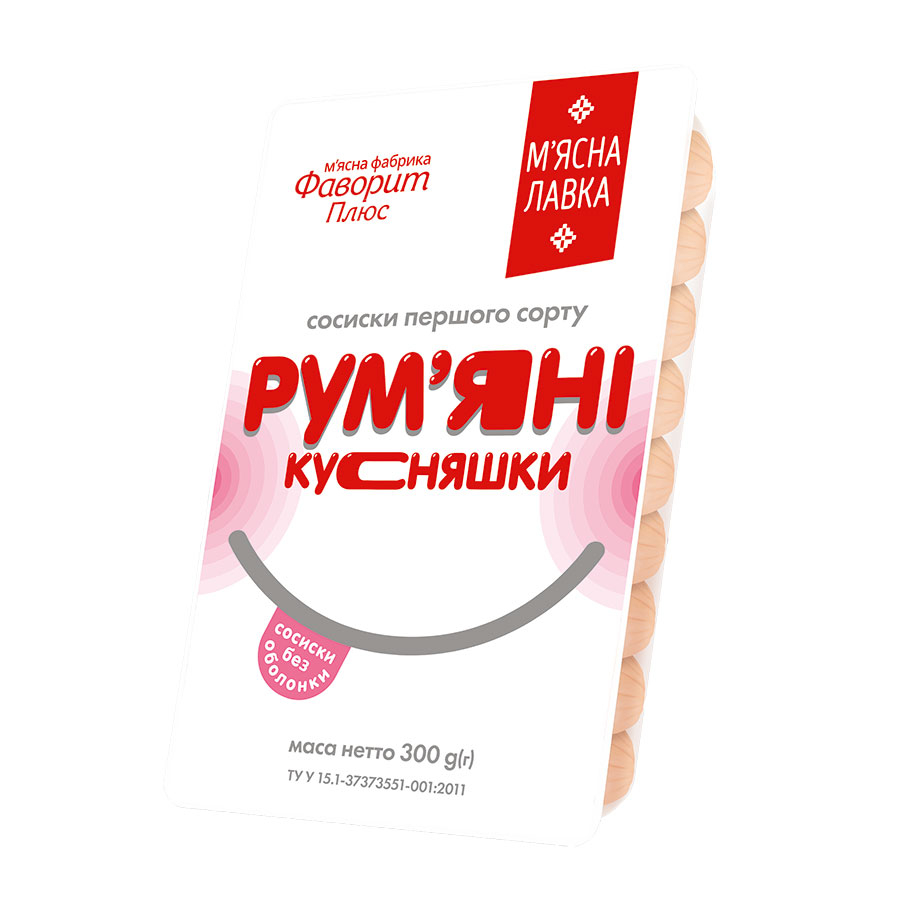 м'ясна фабрика
Фаворит
Плюс
М'ЯСНА
ЛАВКА
сосиски першого сорту
РУМ'ЯНІ
КУСНЯШКИ
сосиски
без
оболонки
маса нетто 300 g(г)
ТУ У 15.1-37373551-001:2011